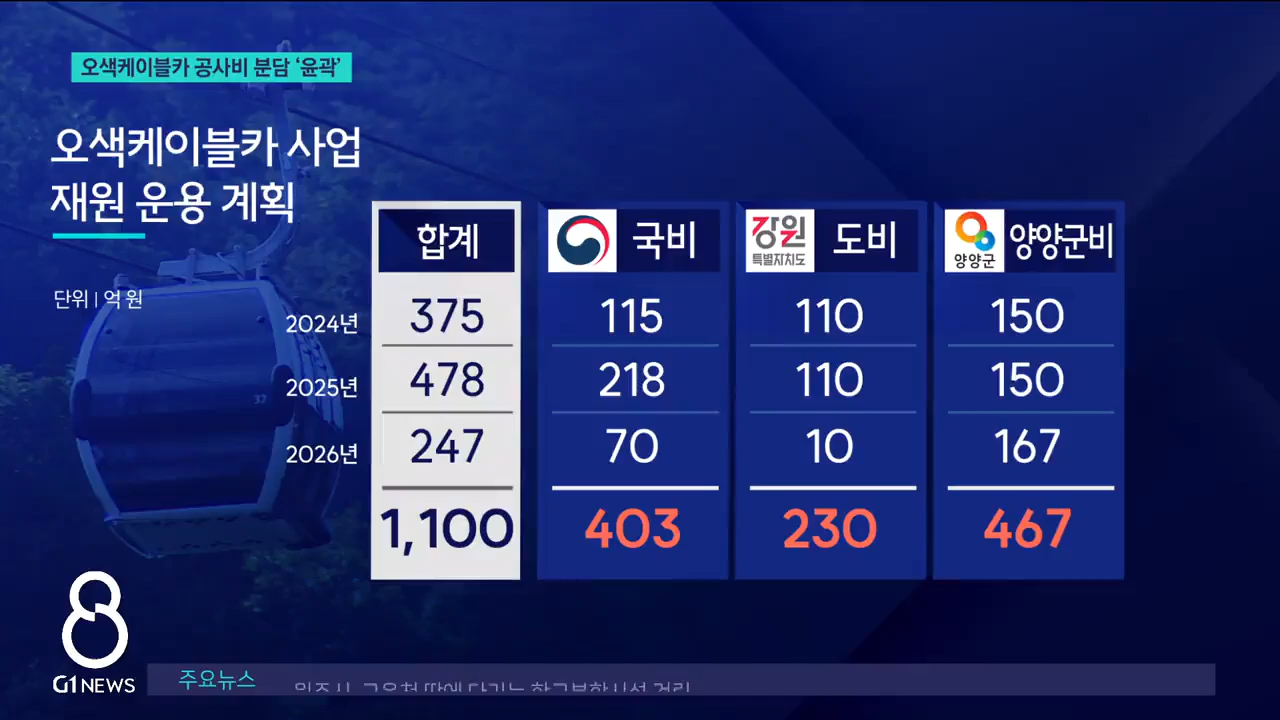 오색케이블카 공사비 분담 ‘윤곽’
오색케이블카 사업
재원 운용 계획
단위 | 억 원
합계 국비 강원특별자치도 도비 양양군 양양군비
2024년 375 115 110 150
2025년 478 218 110 150
2026년 247 70 10 167
1,100 403 230 467
37
8
G1 NEWS
주요뉴스